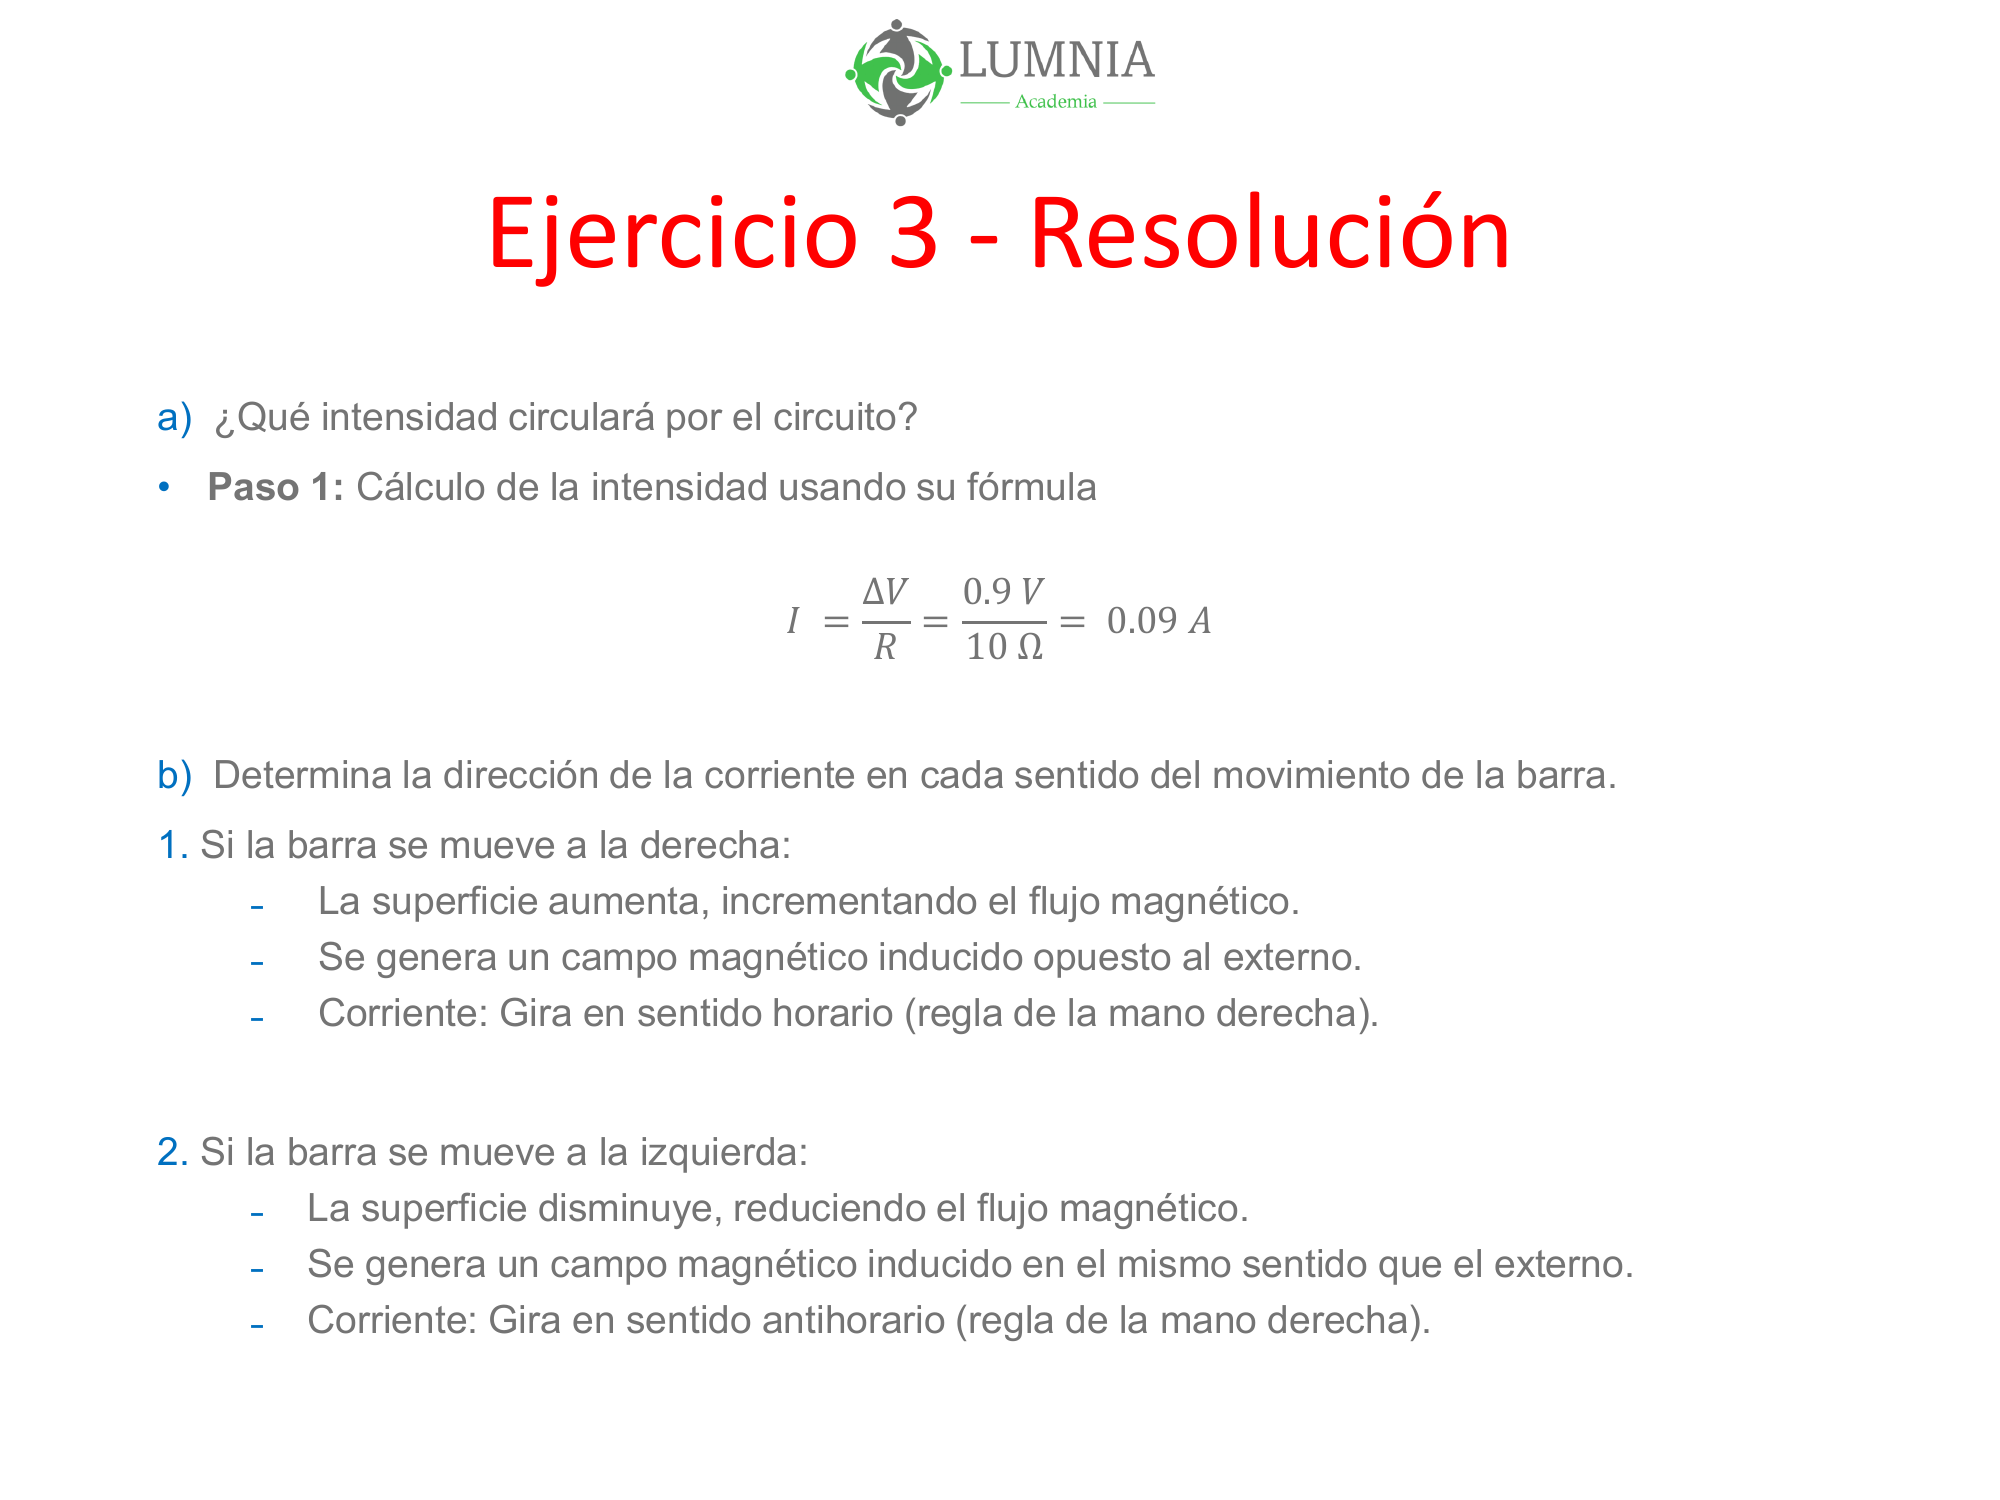 LUMNIA
Academia
Ejercicio 3 - Resolución
a) ¿Qué intensidad circulará por el circuito?
• Paso 1: Cálculo de la intensidad usando su fórmula
I = ΔV/R = 0.9 V/10 Ω = 0.09 A
b) Determina la dirección de la corriente en cada sentido del movimiento de la barra.
1. Si la barra se mueve a la derecha:
- La superficie aumenta, incrementando el flujo magnético.
- Se genera un campo magnético inducido opuesto al externo.
- Corriente: Gira en sentido horario (regla de la mano derecha).
2. Si la barra se mueve a la izquierda:
- La superficie disminuye, reduciendo el flujo magnético.
- Se genera un campo magnético inducido en el mismo sentido que el externo.
- Corriente: Gira en sentido antihorario (regla de la mano derecha).